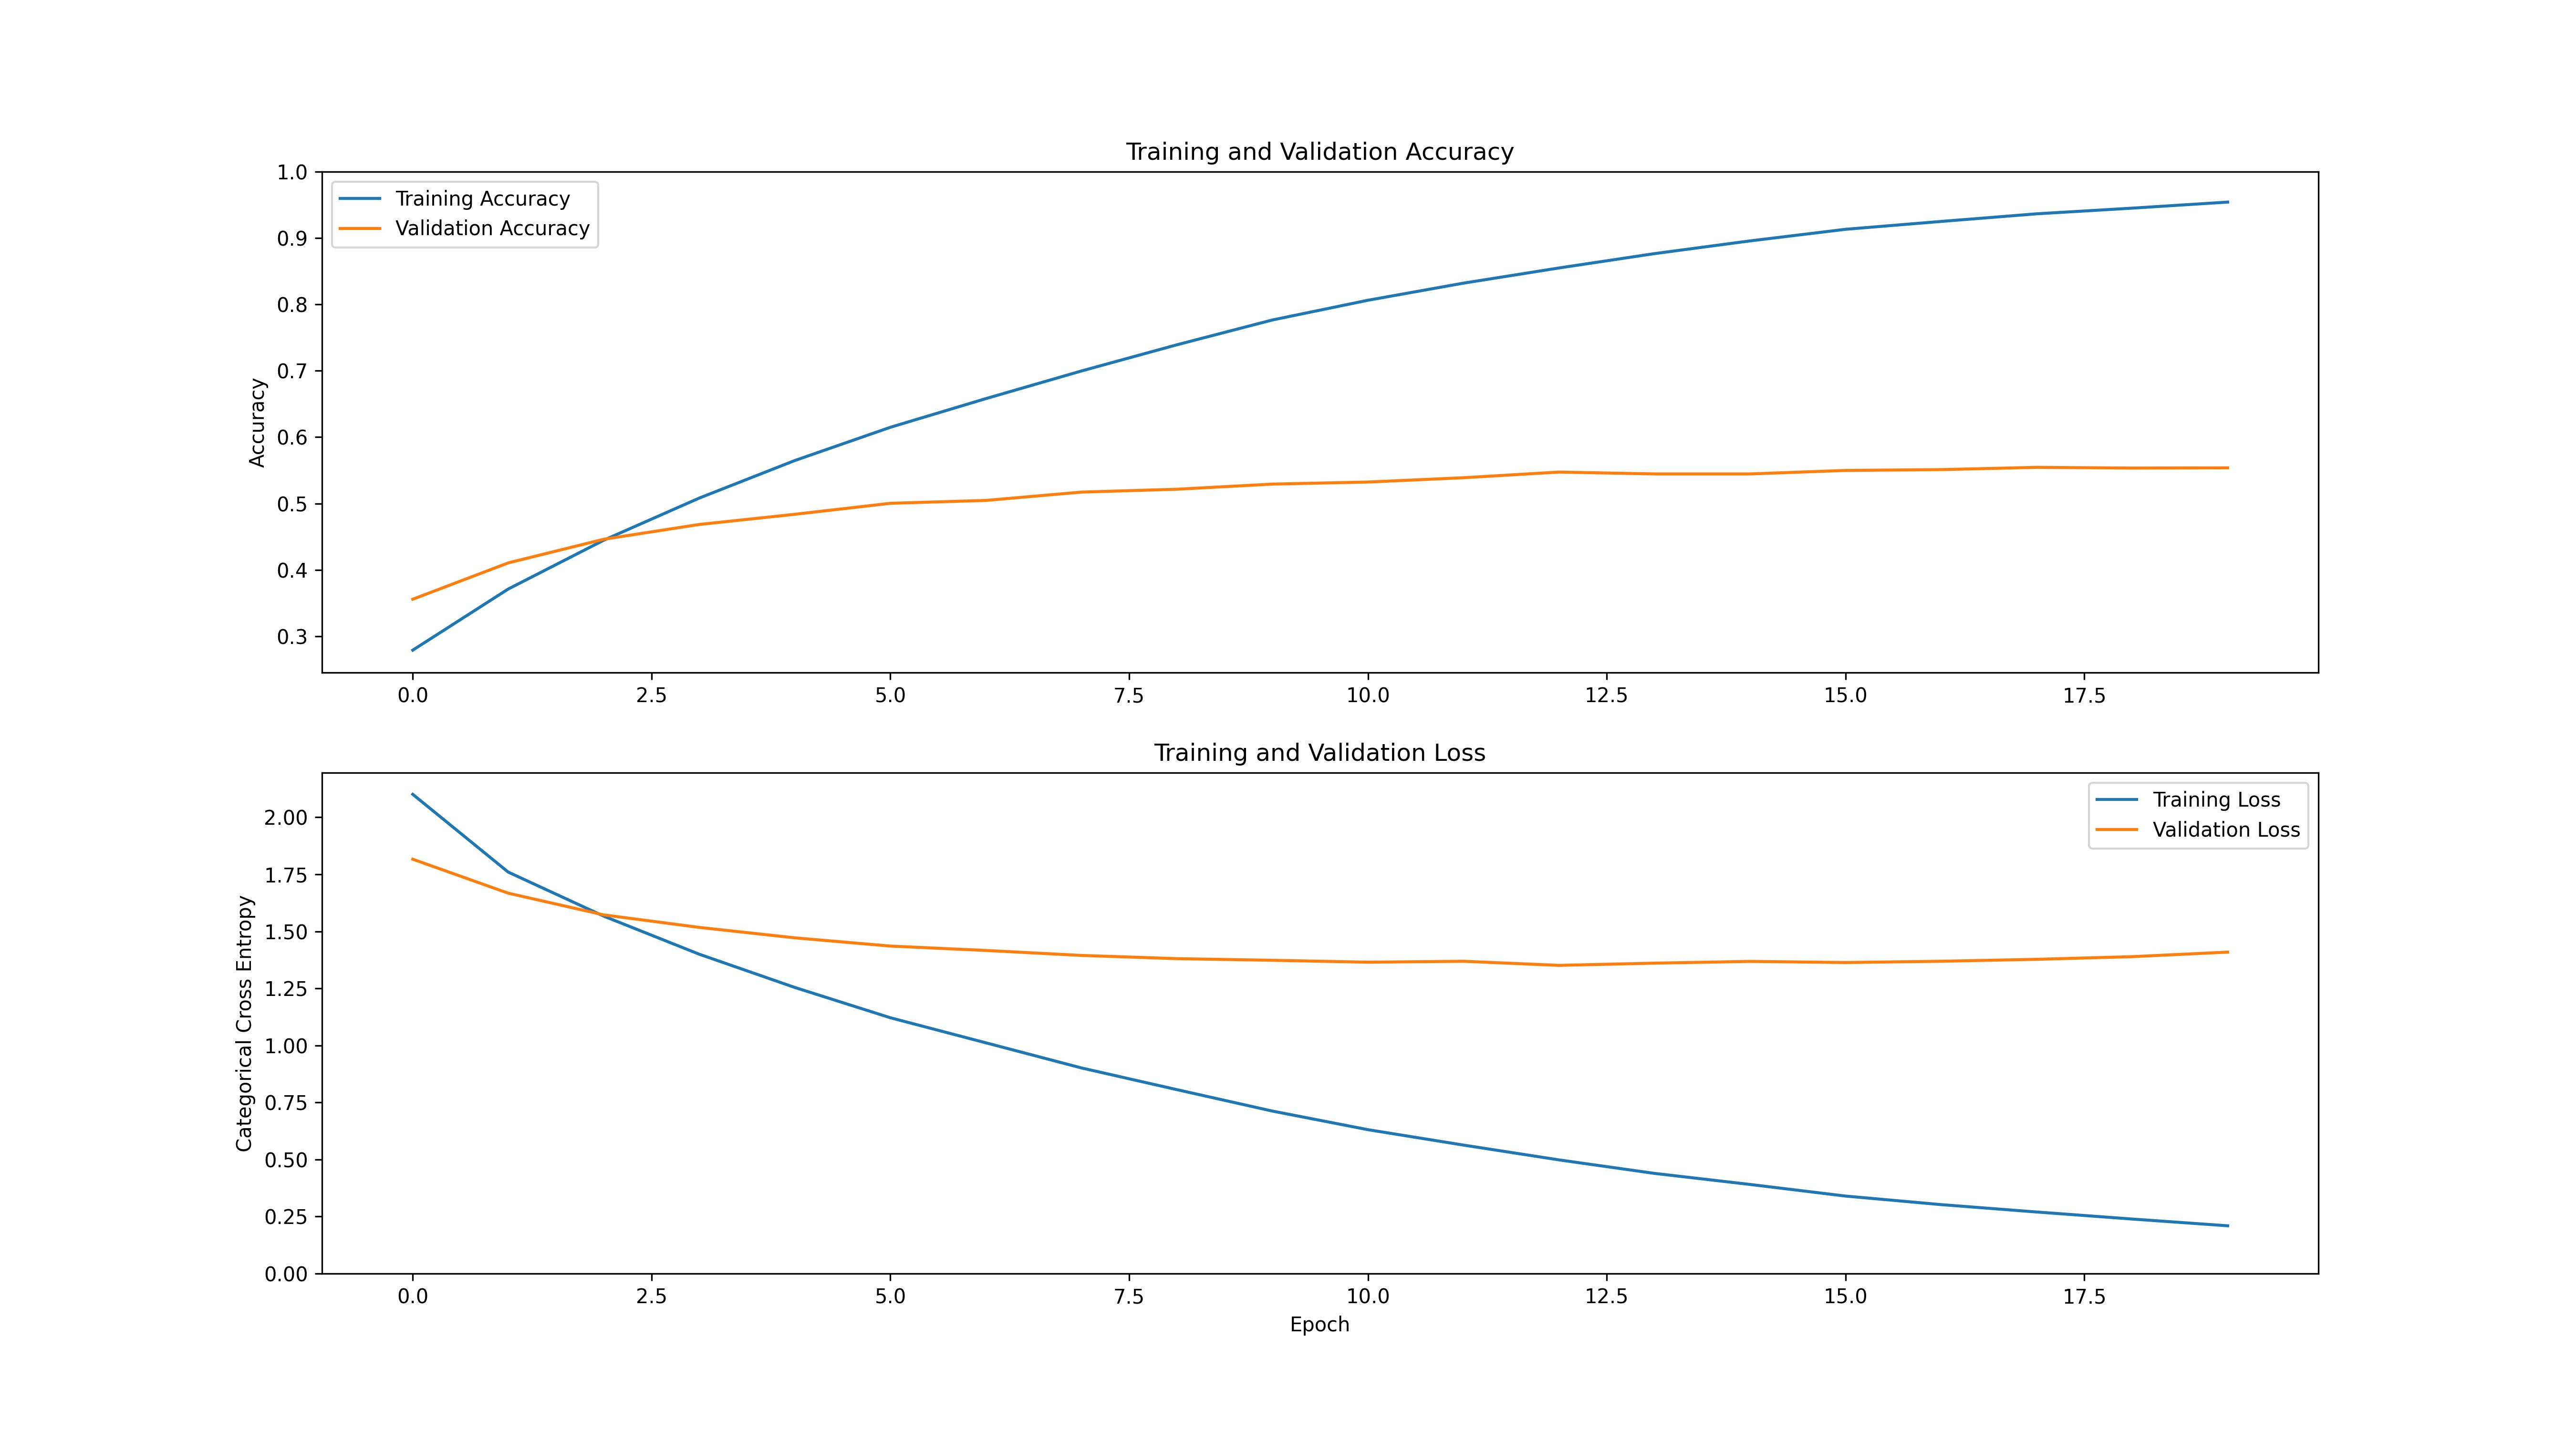 Training and Validation Accuracy
Training Accuracy
Validation Accuracy
Accuracy
1.0
0.9
0.8
0.7
0.6
0.5
0.4
0.3
0.0 2.5 5.0 7.5 10.0 12.5 15.0 17.5
Training and Validation Loss
Training Loss
Validation Loss
Categorical Cross Entropy
2.00
1.75
1.50
1.25
1.00
0.75
0.50
0.25
0.00
0.0 2.5 5.0 7.5 10.0 12.5 15.0 17.5
Epoch